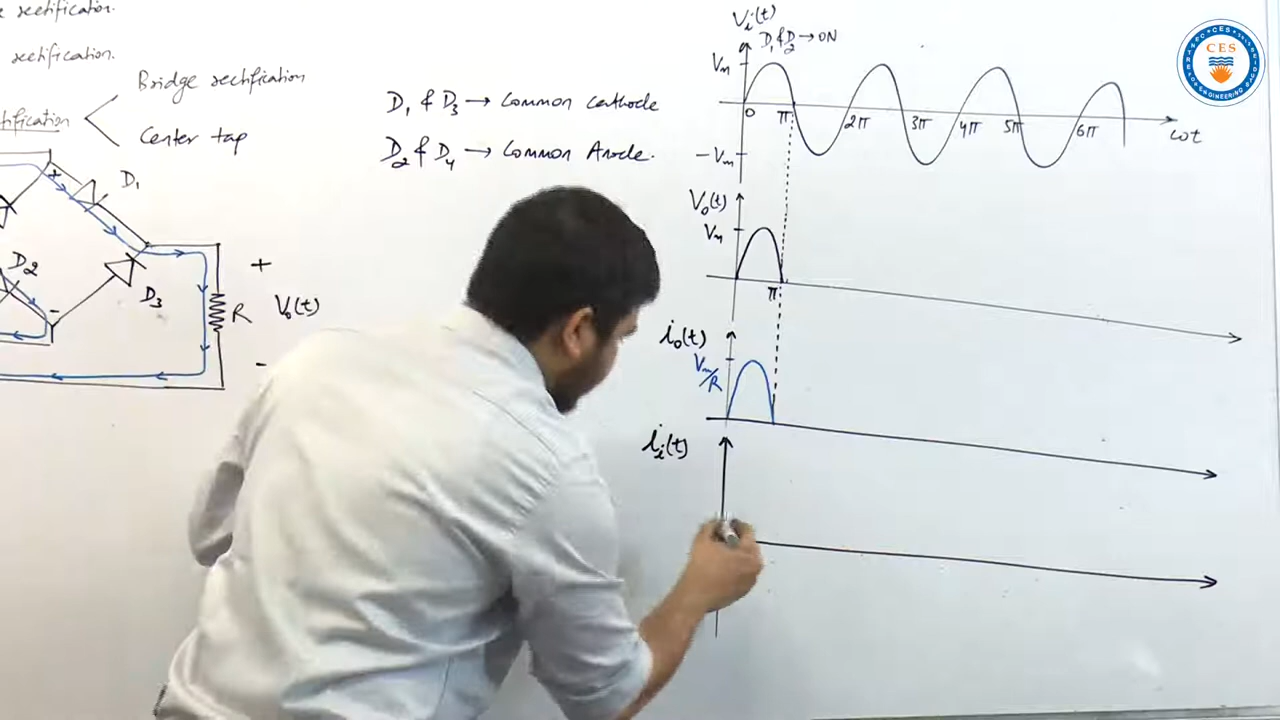 rectification.
rectification.
Bridge rectification
Center tap
D₁ & D₃ → Common Cathode
D₂ & D₄ → Common Anode.
+
D₁
D₂
D₃
-
R
+
V₀(t)
-
Vᵢ(t)
D₁ & D₂ → ON
Vₘ
0 π 2π 3π 4π 5π 6π
ωt
-Vₘ
V₀(t)
Vₘ
π
i₀(t)
Vₘ/R
iᵢ(t)
CES